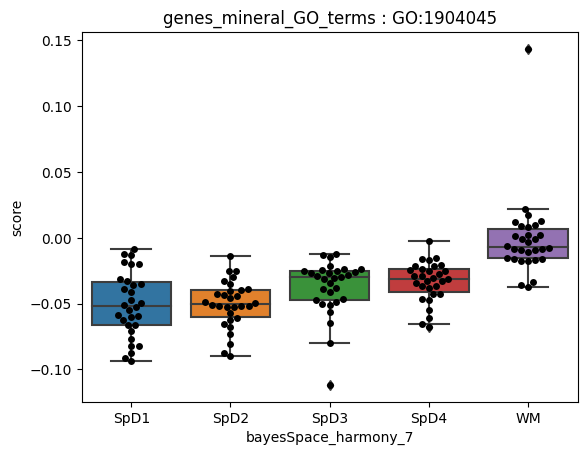 genes_mineral_GO_terms : GO:1904045
0.15
0.10
0.05
0.00
−0.05
−0.10
score
SpD1 SpD2 SpD3 SpD4 WM
bayesSpace_harmony_7